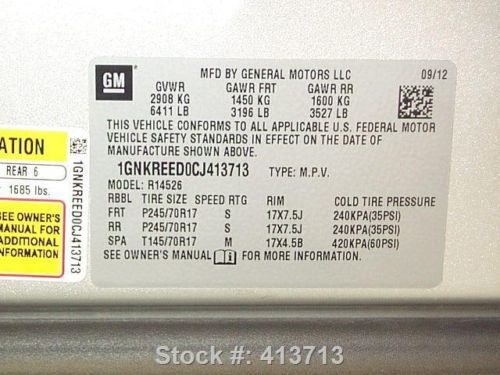 GM
MFD BY GENERAL MOTORS LLC 09/12
GVWR GAWR FRT GAWR RR
2908 KG 1450 KG 1600 KG
6411 LB 3196 LB 3527 LB
THIS VEHICLE CONFORMS TO ALL APPLICABLE U.S. FEDERAL MOTOR
VEHICLE SAFETY STANDARDS IN EFFECT ON THE DATE OF
MANUFACTURE SHOWN ABOVE.
1GNKREED0CJ413713 TYPE: M.P.V.
MODEL: R14526
RBBL TIRE SIZE SPEED RTG RIM COLD TIRE PRESSURE
FRT P245/70R17 S 17X7.5J 240KPA(35PSI)
RR P245/70R17 S 17X7.5J 240KPA(35PSI)
SPA T145/70R17 M 17X4.5B 420KPA(60PSI)
SEE OWNER'S MANUAL FOR MORE INFORMATION
ATION
REAR 6
1685 lbs.
SEE OWNER'S
MANUAL FOR
ADDITIONAL
INFORMATION
1GNKREED0CJ413713
Stock #: 413713